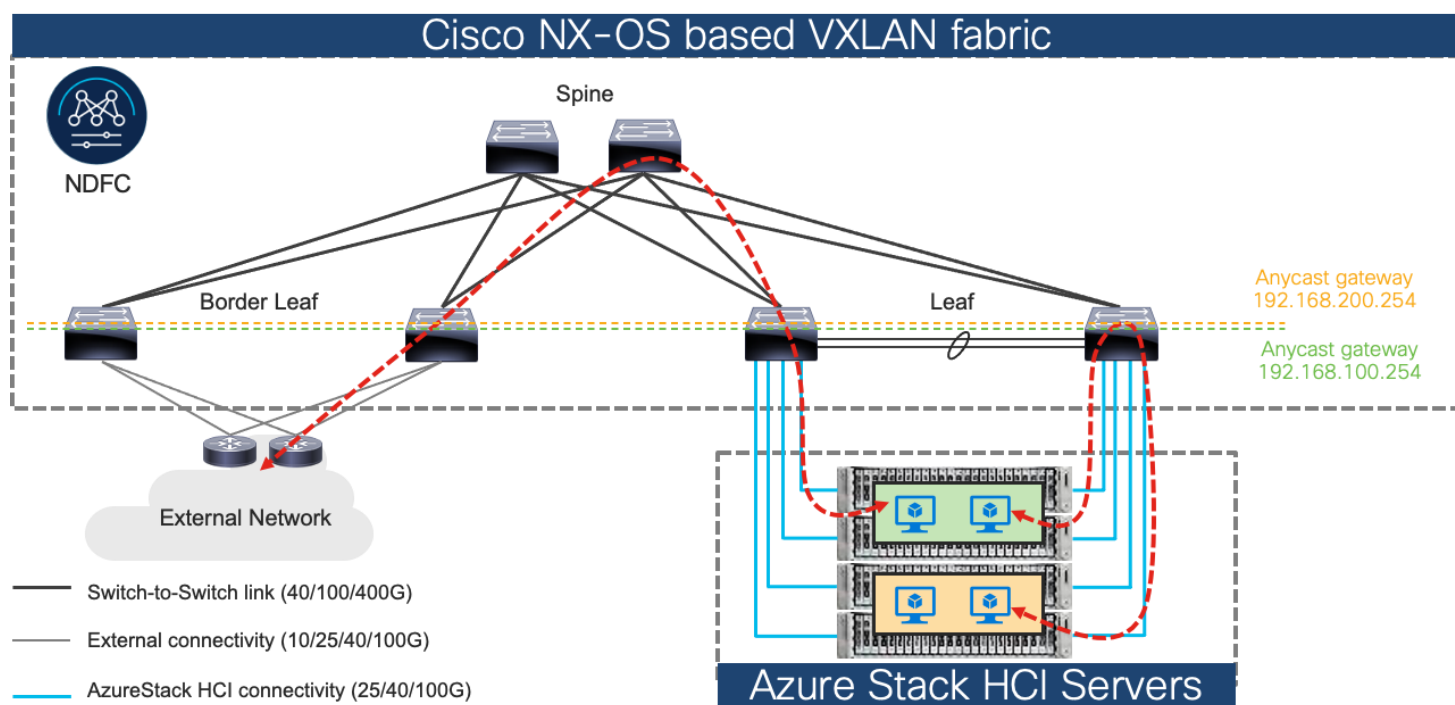 Cisco NX-OS based VXLAN fabric
Spine
NDFC
Border Leaf
Leaf
Anycast gateway
192.168.200.254
Anycast gateway
192.168.100.254
External Network
Switch-to-Switch link (40/100/400G)
External connectivity (10/25/40/100G)
AzureStack HCI connectivity (25/40/100G)
Azure Stack HCI Servers